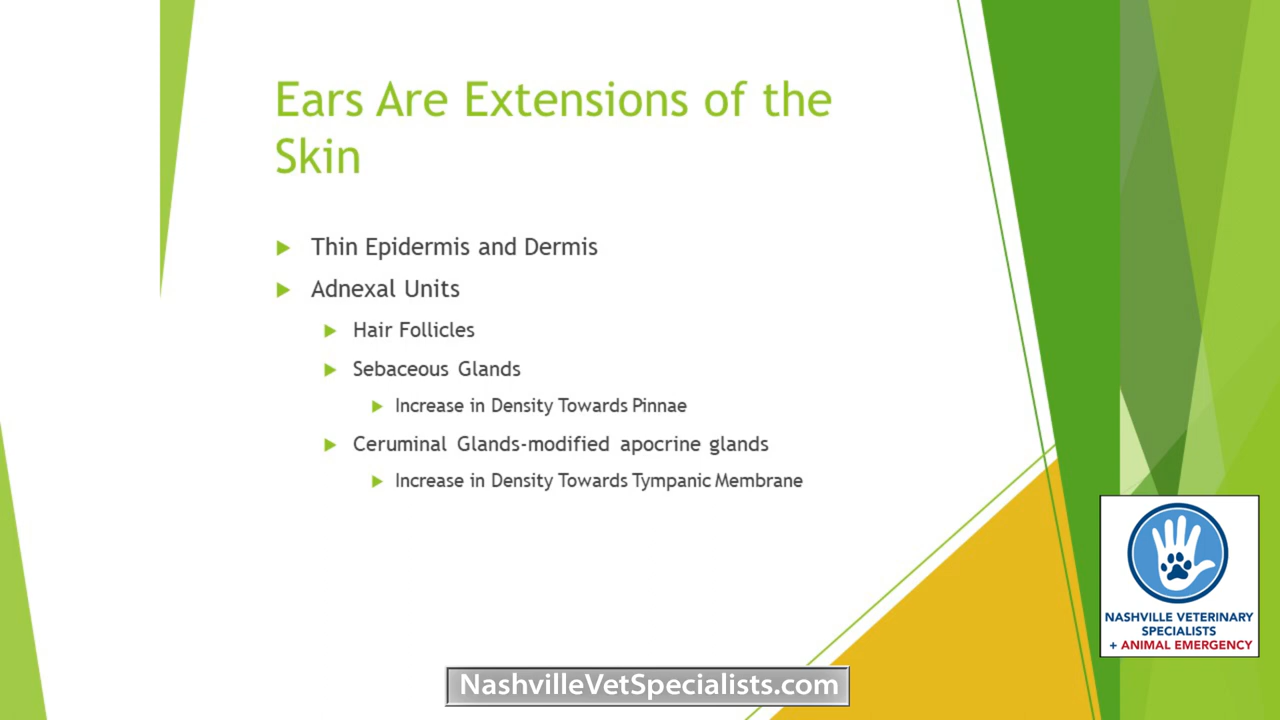 Ears Are Extensions of the
Skin
Thin Epidermis and Dermis
Adnexal Units
Hair Follicles
Sebaceous Glands
Increase in Density Towards Pinnae
Ceruminal Glands-modified apocrine glands
Increase in Density Towards Tympanic Membrane
NASHVILLE VETERINARY
SPECIALISTS
+ ANIMAL EMERGENCY
NashvilleVetSpecialists.com